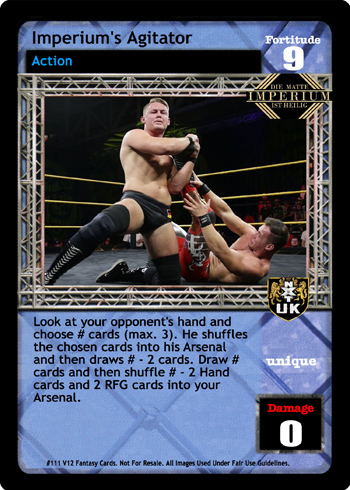 Imperium's Agitator
Fortitude
Action
9
DIE MATTE
IMPERIUM
IST HEILIG
NXT
UK
Look at your opponent's hand and
choose # cards (max. 3). He shuffles
the chosen cards into his Arsenal
and then draws # - 2 cards. Draw #
cards and then shuffle # - 2 Hand
cards and 2 RFG cards into your
Arsenal.
unique
Damage
0
#111 V12 Fantasy Cards. Not For Resale. All Images Used Under Fair Use Guidelines.